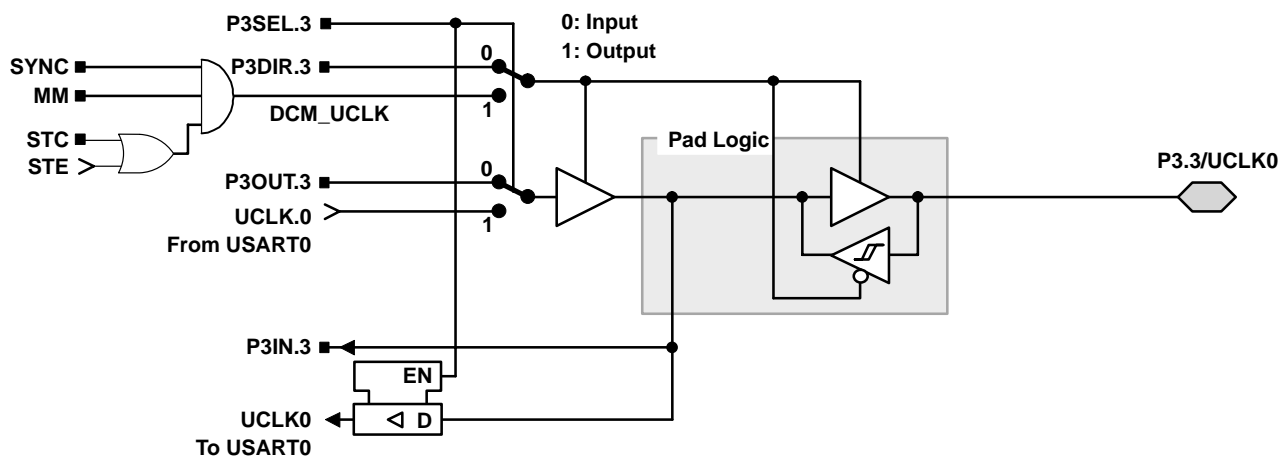 P3SEL.3
0: Input
1: Output
SYNC
P3DIR.3
0
MM
1
DCM_UCLK
STC
STE
Pad Logic
P3OUT.3
0
P3.3/UCLK0
UCLK.0
1
From USART0
P3IN.3
EN
UCLK0
D
To USART0